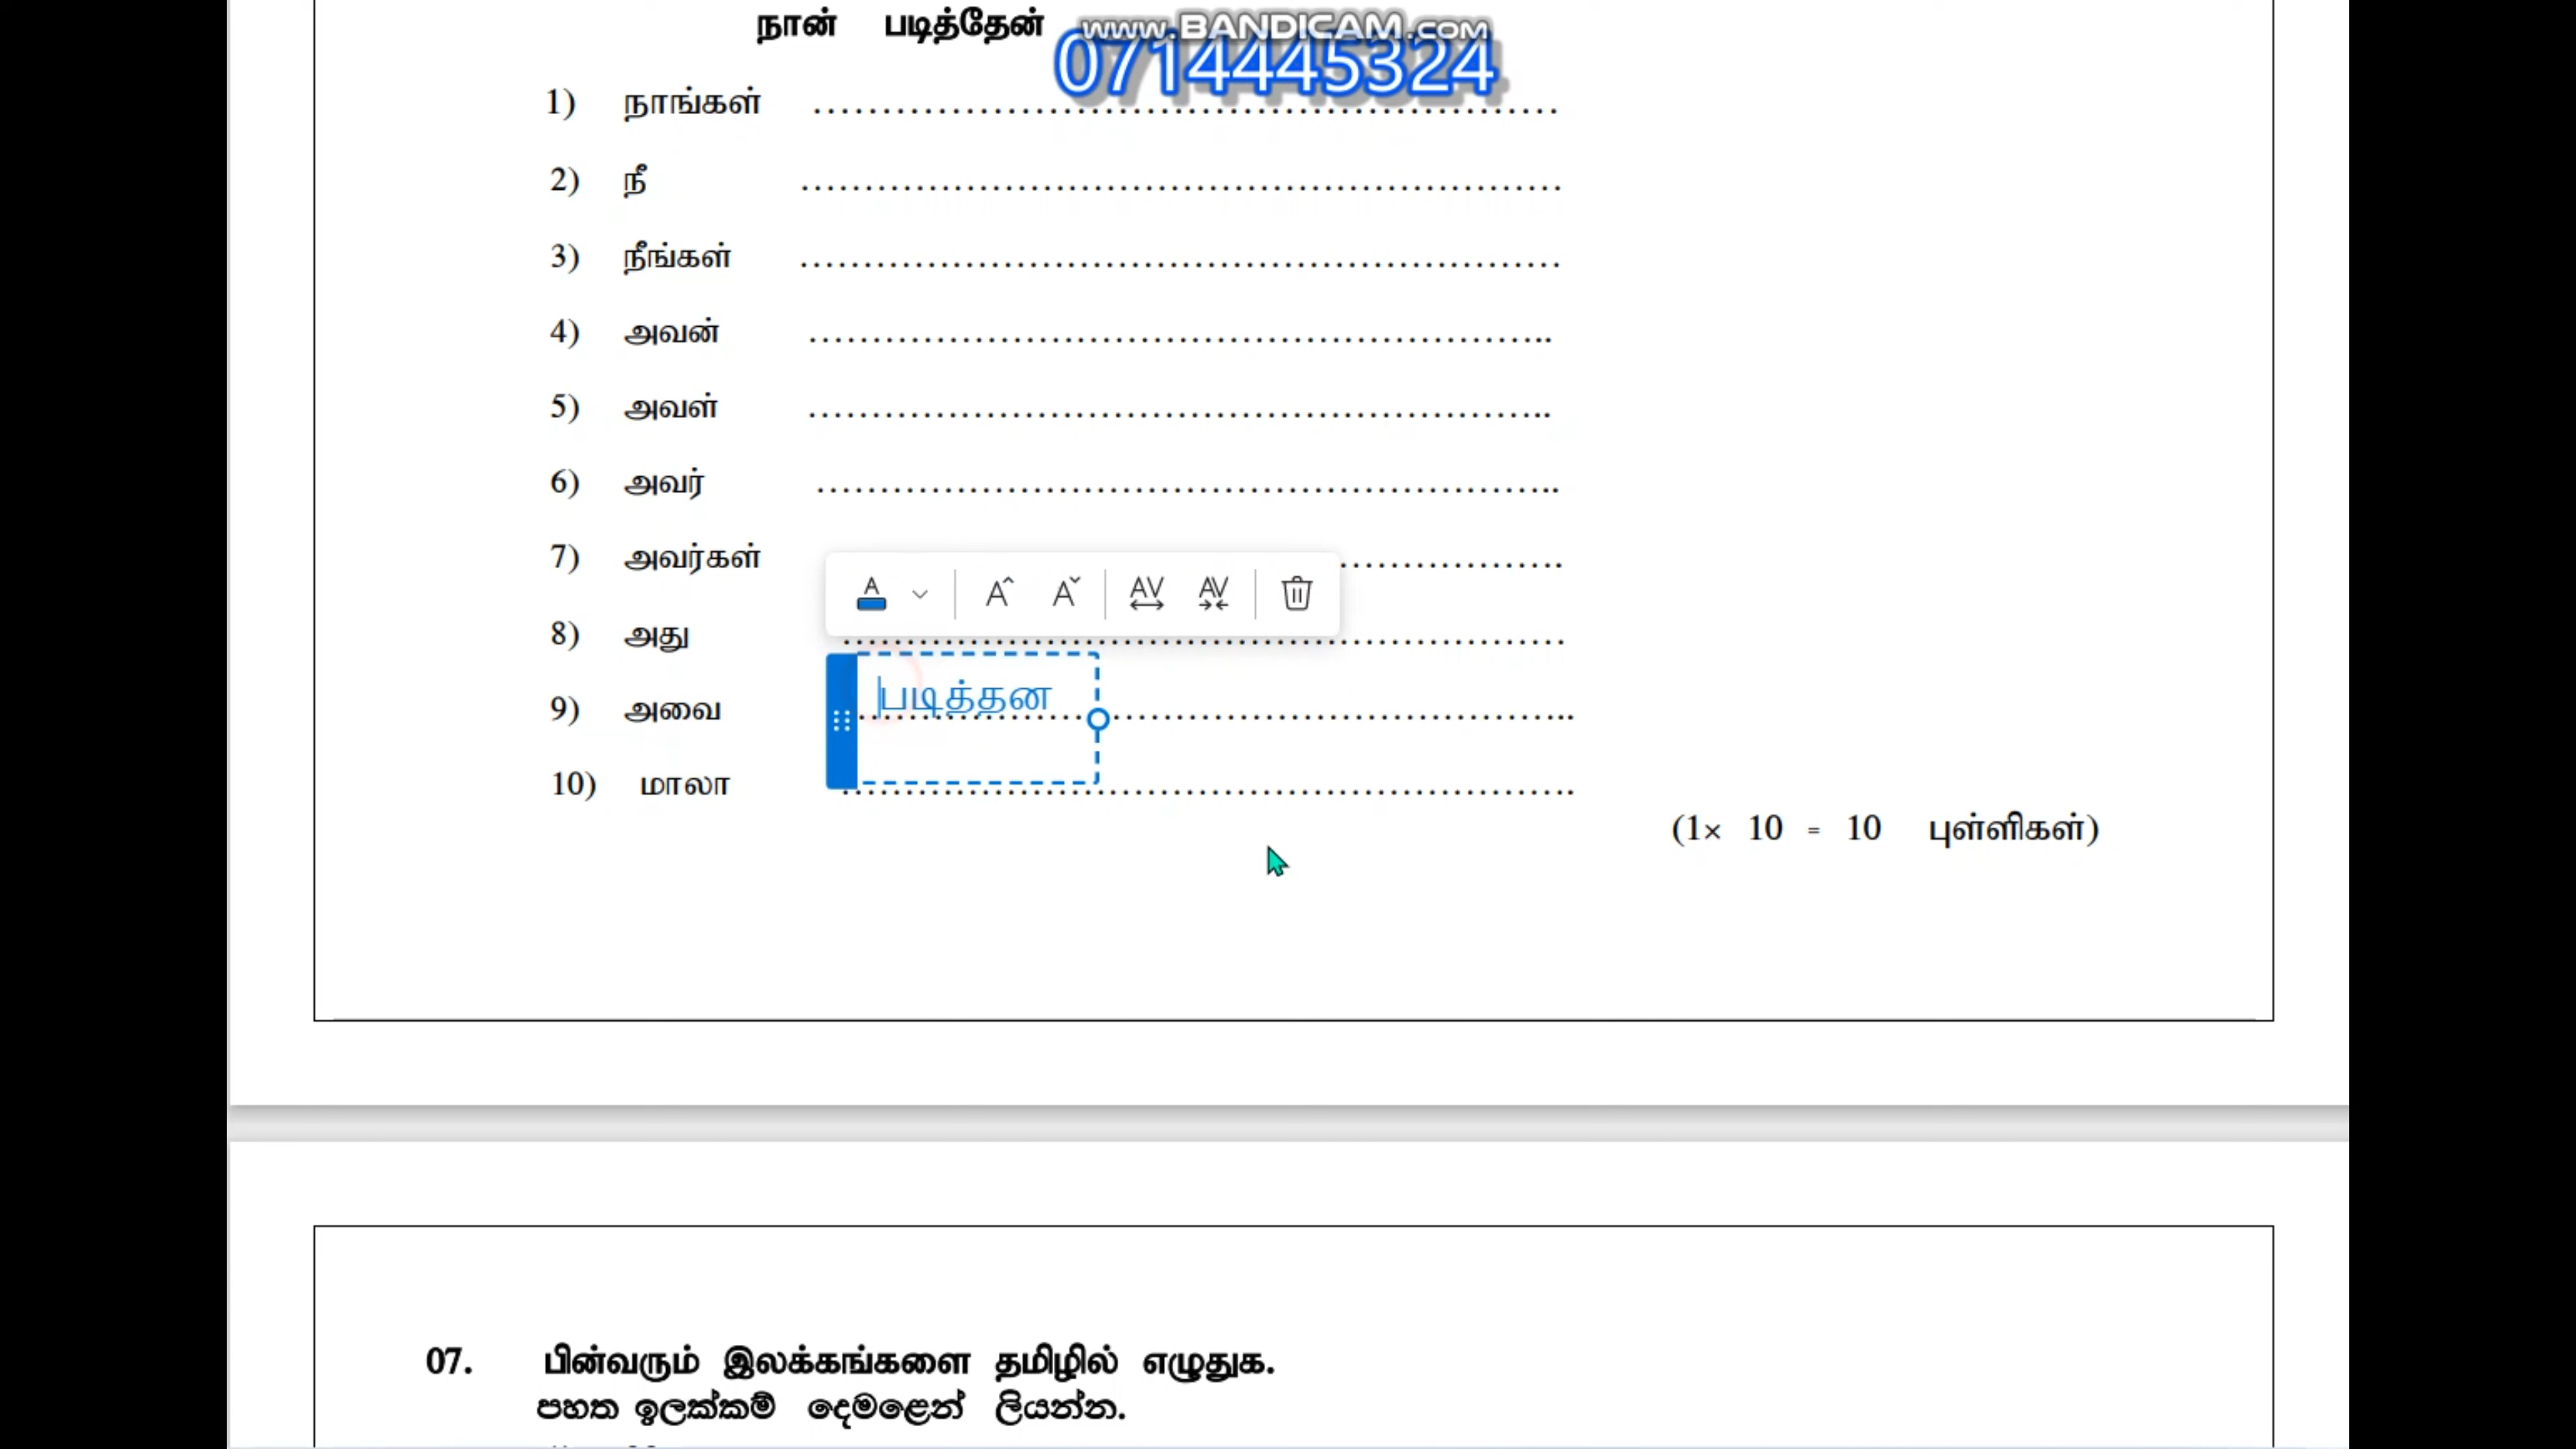 நான் படித்தேன்
www.BANDICAM.com
0714445324
1) நாங்கள் ……………………………………………………
2) நீ ……………………………………………………
3) நீங்கள் ……………………………………………………
4) அவன் …………………………………………………..
5) அவள் …………………………………………………..
6) அவர் …………………………………………………..
7) அவர்கள் ……………….
8) அது …………………………………………………
9) அவை படித்தன …………………………………..
10) மாலா ………………………………………………….
(1× 10 = 10 புள்ளிகள்)
07. பின்வரும் இலக்கங்களை தமிழில் எழுதுக.
පහත ඉලක්කම් දෙමළෙන් ලියන්න.